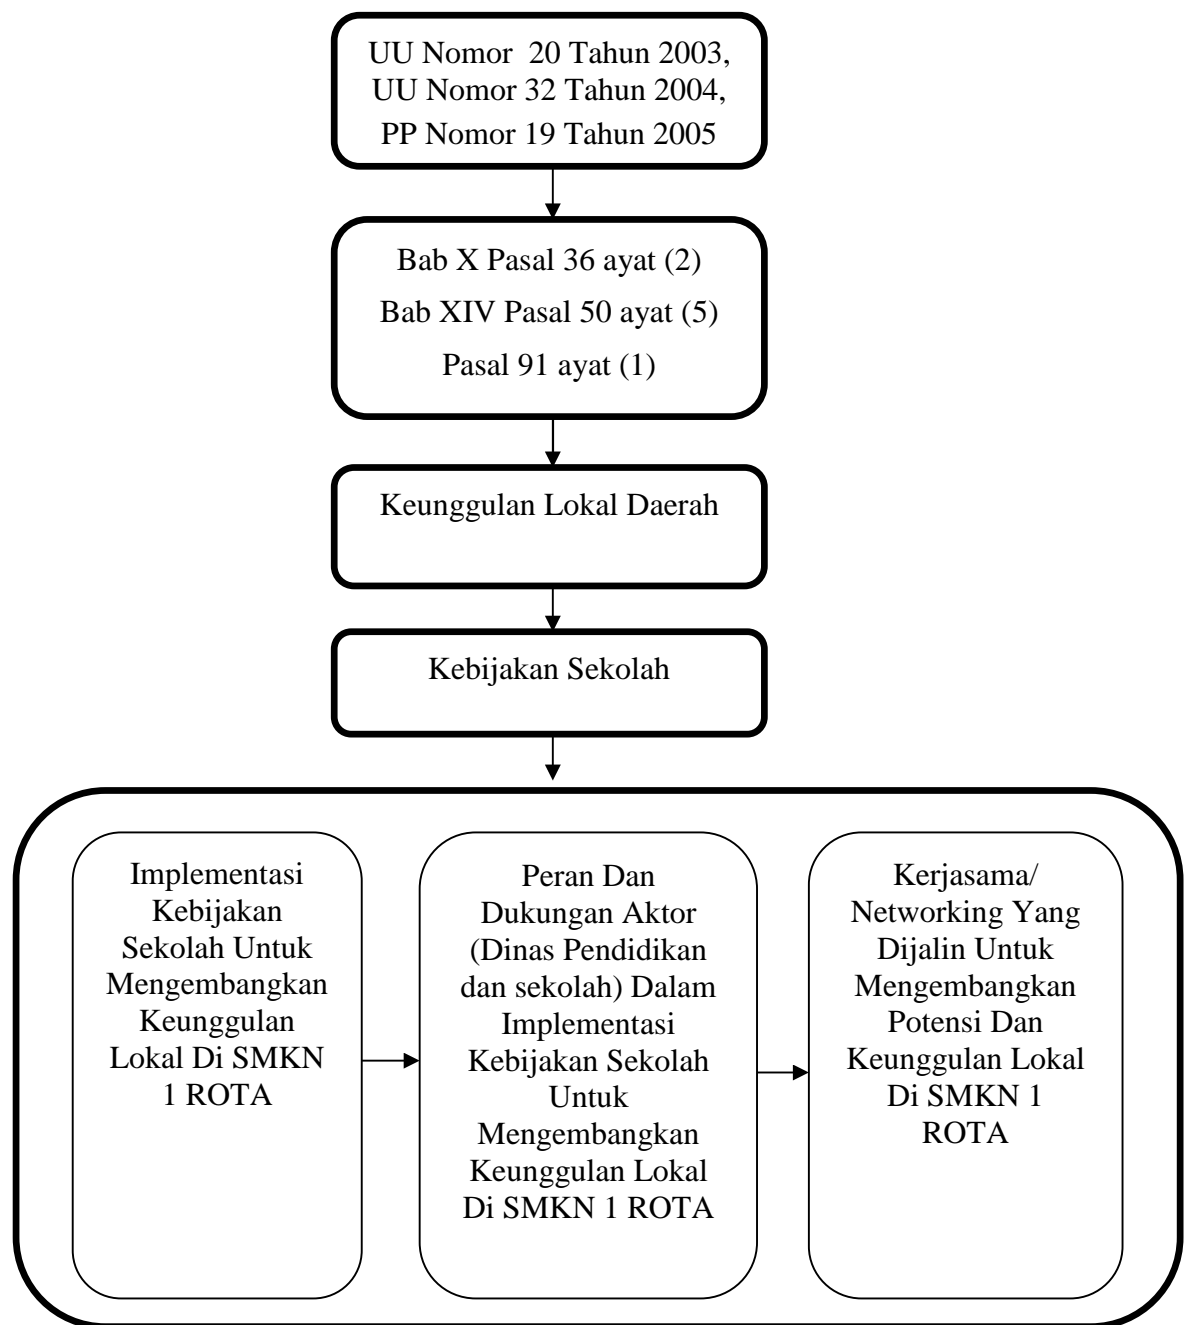 UU Nomor  20 Tahun 2003,
UU Nomor 32 Tahun 2004,
PP Nomor 19 Tahun 2005
Bab X Pasal 36 ayat (2)
Bab XIV Pasal 50 ayat (5)
Pasal 91 ayat (1)
Keunggulan Lokal Daerah
Kebijakan Sekolah
Implementasi
Kebijakan
Sekolah Untuk
Mengembangkan
Keunggulan
Lokal Di SMKN
1 ROTA
Peran Dan
Dukungan Aktor
(Dinas Pendidikan
dan sekolah) Dalam
Implementasi
Kebijakan Sekolah
Untuk
Mengembangkan
Keunggulan Lokal
Di SMKN 1 ROTA
Kerjasama/
Networking Yang
Dijalin Untuk
Mengembangkan
Potensi Dan
Keunggulan Lokal
Di SMKN 1
ROTA